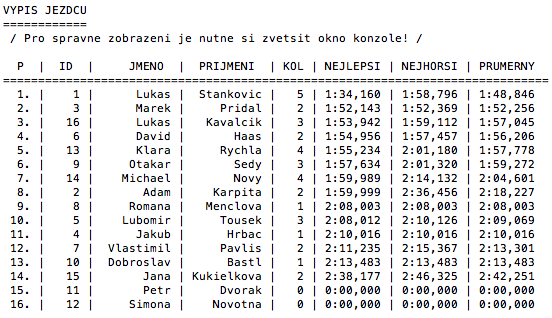 VYPIS JEZDCU
============
/ Pro spravne zobrazeni je nutne si zvetsit okno konzole! /
P | ID | JMENO | PRIJMENI | KOL | NEJLEPSI | NEJHORSI | PRUMERNY
================================================================================
1. | 1 | Lukas | Stankovic | 5 | 1:34,160 | 1:58,796 | 1:48,846
2. | 3 | Marek | Pridal | 2 | 1:52,143 | 1:52,369 | 1:52,256
3. | 16 | Lukas | Kavalcik | 3 | 1:53,942 | 1:59,112 | 1:57,045
4. | 6 | David | Haas | 2 | 1:54,956 | 1:57,457 | 1:56,206
5. | 13 | Klara | Rychla | 4 | 1:55,234 | 2:01,180 | 1:57,778
6. | 9 | Otakar | Sedy | 3 | 1:57,634 | 2:01,320 | 1:59,272
7. | 14 | Michael | Novy | 4 | 1:59,989 | 2:14,132 | 2:04,601
8. | 2 | Adam | Karpita | 2 | 1:59,999 | 2:36,456 | 2:18,227
9. | 8 | Romana | Menclova | 1 | 2:08,003 | 2:08,003 | 2:08,003
10. | 5 | Lubomir | Tousek | 3 | 2:08,012 | 2:10,126 | 2:09,069
11. | 4 | Jakub | Hrbac | 1 | 2:10,016 | 2:10,016 | 2:10,016
12. | 7 | Vlastimil | Pavlis | 2 | 2:11,235 | 2:15,367 | 2:13,301
13. | 10 | Dobroslav | Bastl | 1 | 2:13,483 | 2:13,483 | 2:13,483
14. | 15 | Jana | Kukielkova | 2 | 2:38,177 | 2:46,325 | 2:42,251
15. | 11 | Petr | Dvorak | 0 | 0:00,000 | 0:00,000 | 0:00,000
16. | 12 | Simona | Novotna | 0 | 0:00,000 | 0:00,000 | 0:00,000